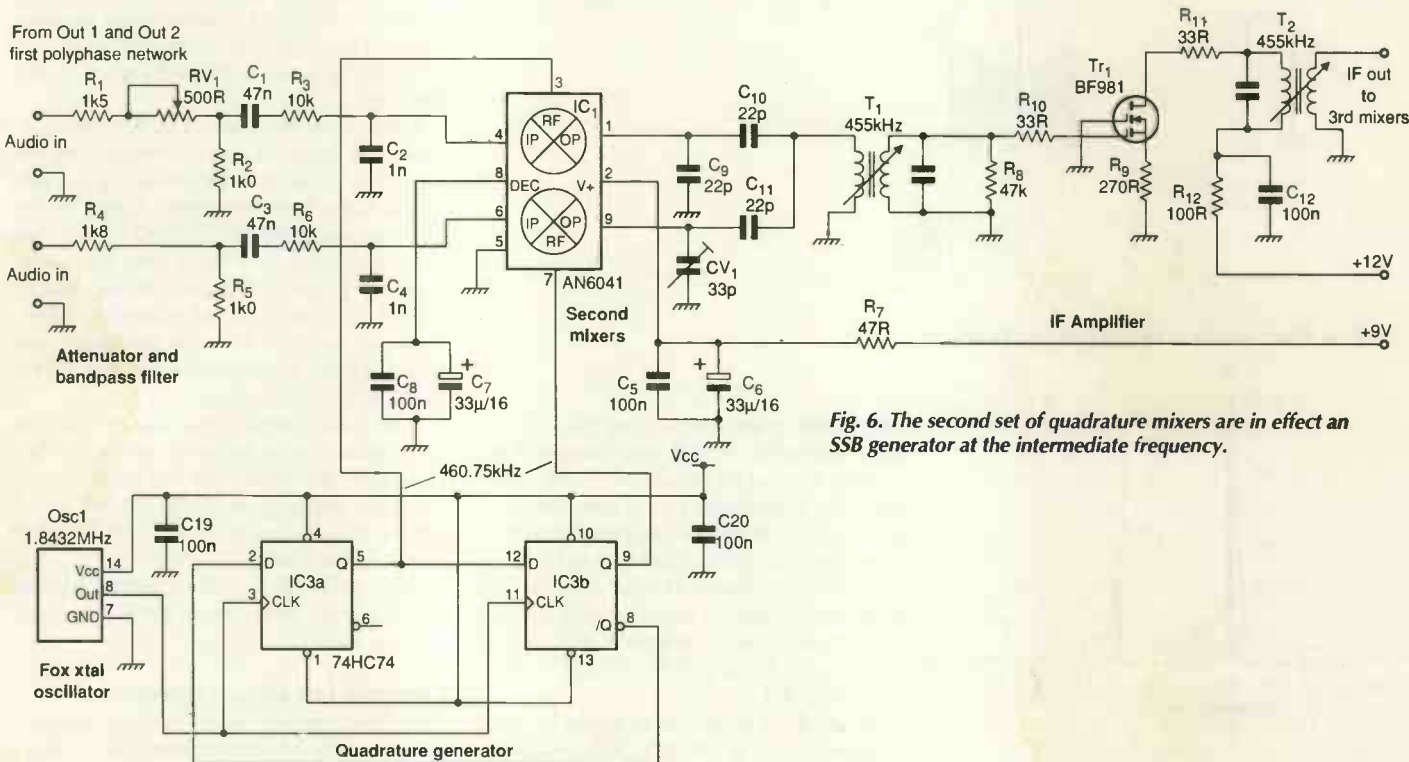 From Out 1 and Out 2
first polyphase network
R1
1k5
RV1
500R
C1
47n
R3
10k
Audio in
R2
1k0
C2
1n
R4
1k8
C3
47n
R6
10k
Audio in
R5
1k0
C4
1n
Attenuator and
bandpass filter
3
IC1
RF
IP
OP
4
1
8
DEC
V+
2
6
IP
OP
9
5
RF
7
AN6041
Second
mixers
C8
100n
+
C7
33µ/16
C9
22p
C10
22p
C11
22p
CV1
33p
T1
455kHz
R8
47k
R10
33R
Tr1
BF981
R9
270R
R11
33R
T2
455kHz
IF out
to
3rd mixers
R12
100R
C12
100n
+12V
R7
47R
IF Amplifier
+9V
C5
100n
+
C6
33µ/16
Fig. 6. The second set of quadrature mixers are in effect an
SSB generator at the intermediate frequency.
460.75kHz
Vcc
Osc1
1.8432MHz
C19
100n
Vcc
14
Out
8
GND
7
Fox xtal
oscillator
4
2
D
Q
5
IC3a
3
CLK
6
1
74HC74
10
12
D
Q
9
IC3b
11
CLK
/Q
8
13
C20
100n
Quadrature generator